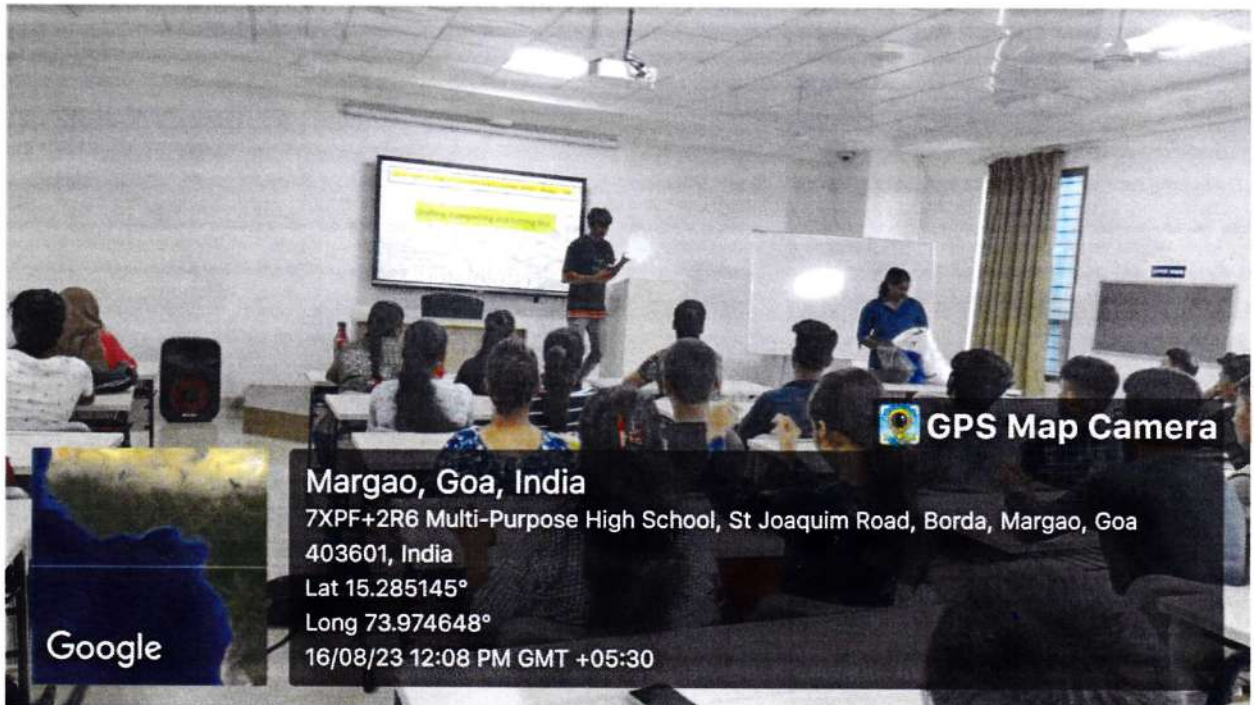 GPS Map Camera
Margao, Goa, India
7XPF+2R6 Multi-Purpose High School, St Joaquim Road, Borda, Margao, Goa
403601, India
Lat 15.285145°
Long 73.974648°
16/08/23 12:08 PM GMT +05:30
Google